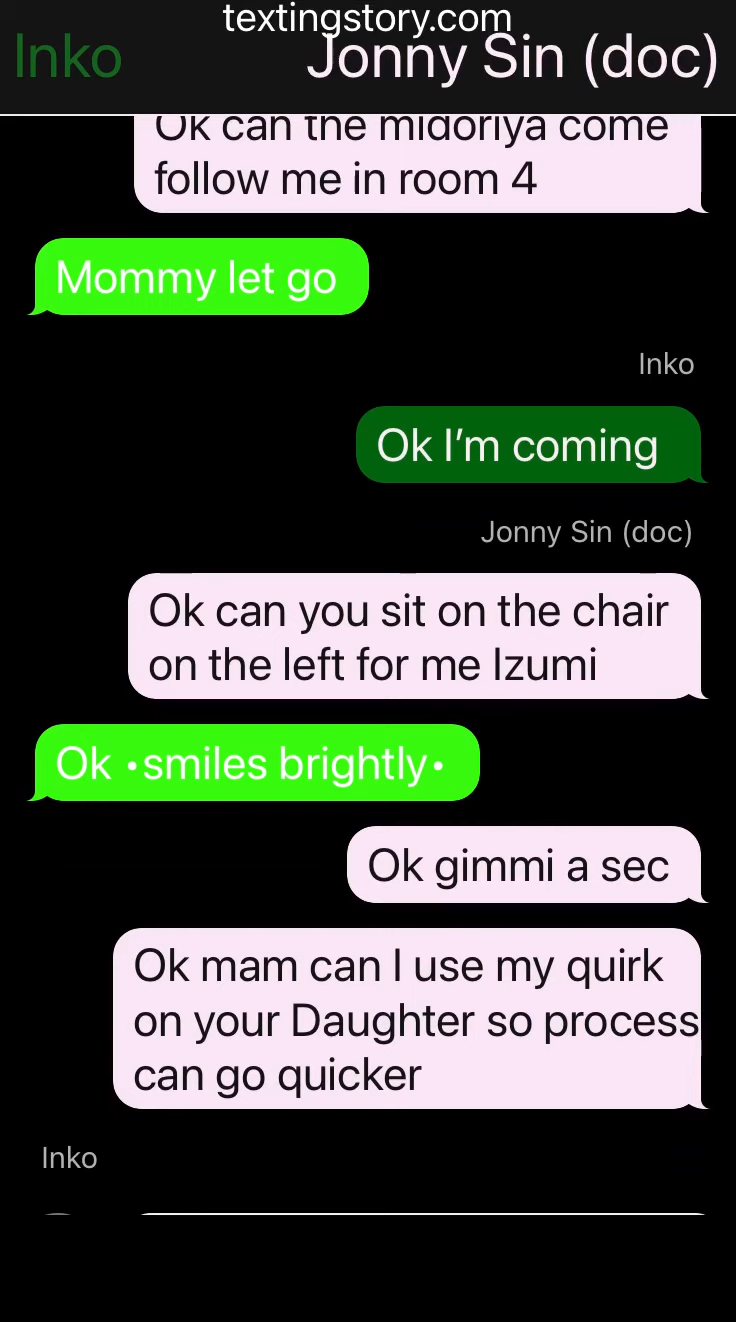 textingstory.com
Inko
Jonny Sin (doc)
Ok can the midoriya come
follow me in room 4
Mommy let go
Inko
Ok I’m coming
Jonny Sin (doc)
Ok can you sit on the chair
on the left for me Izumi
Ok •smiles brightly•
Ok gimmi a sec
Ok mam can I use my quirk
on your Daughter so process
can go quicker
Inko